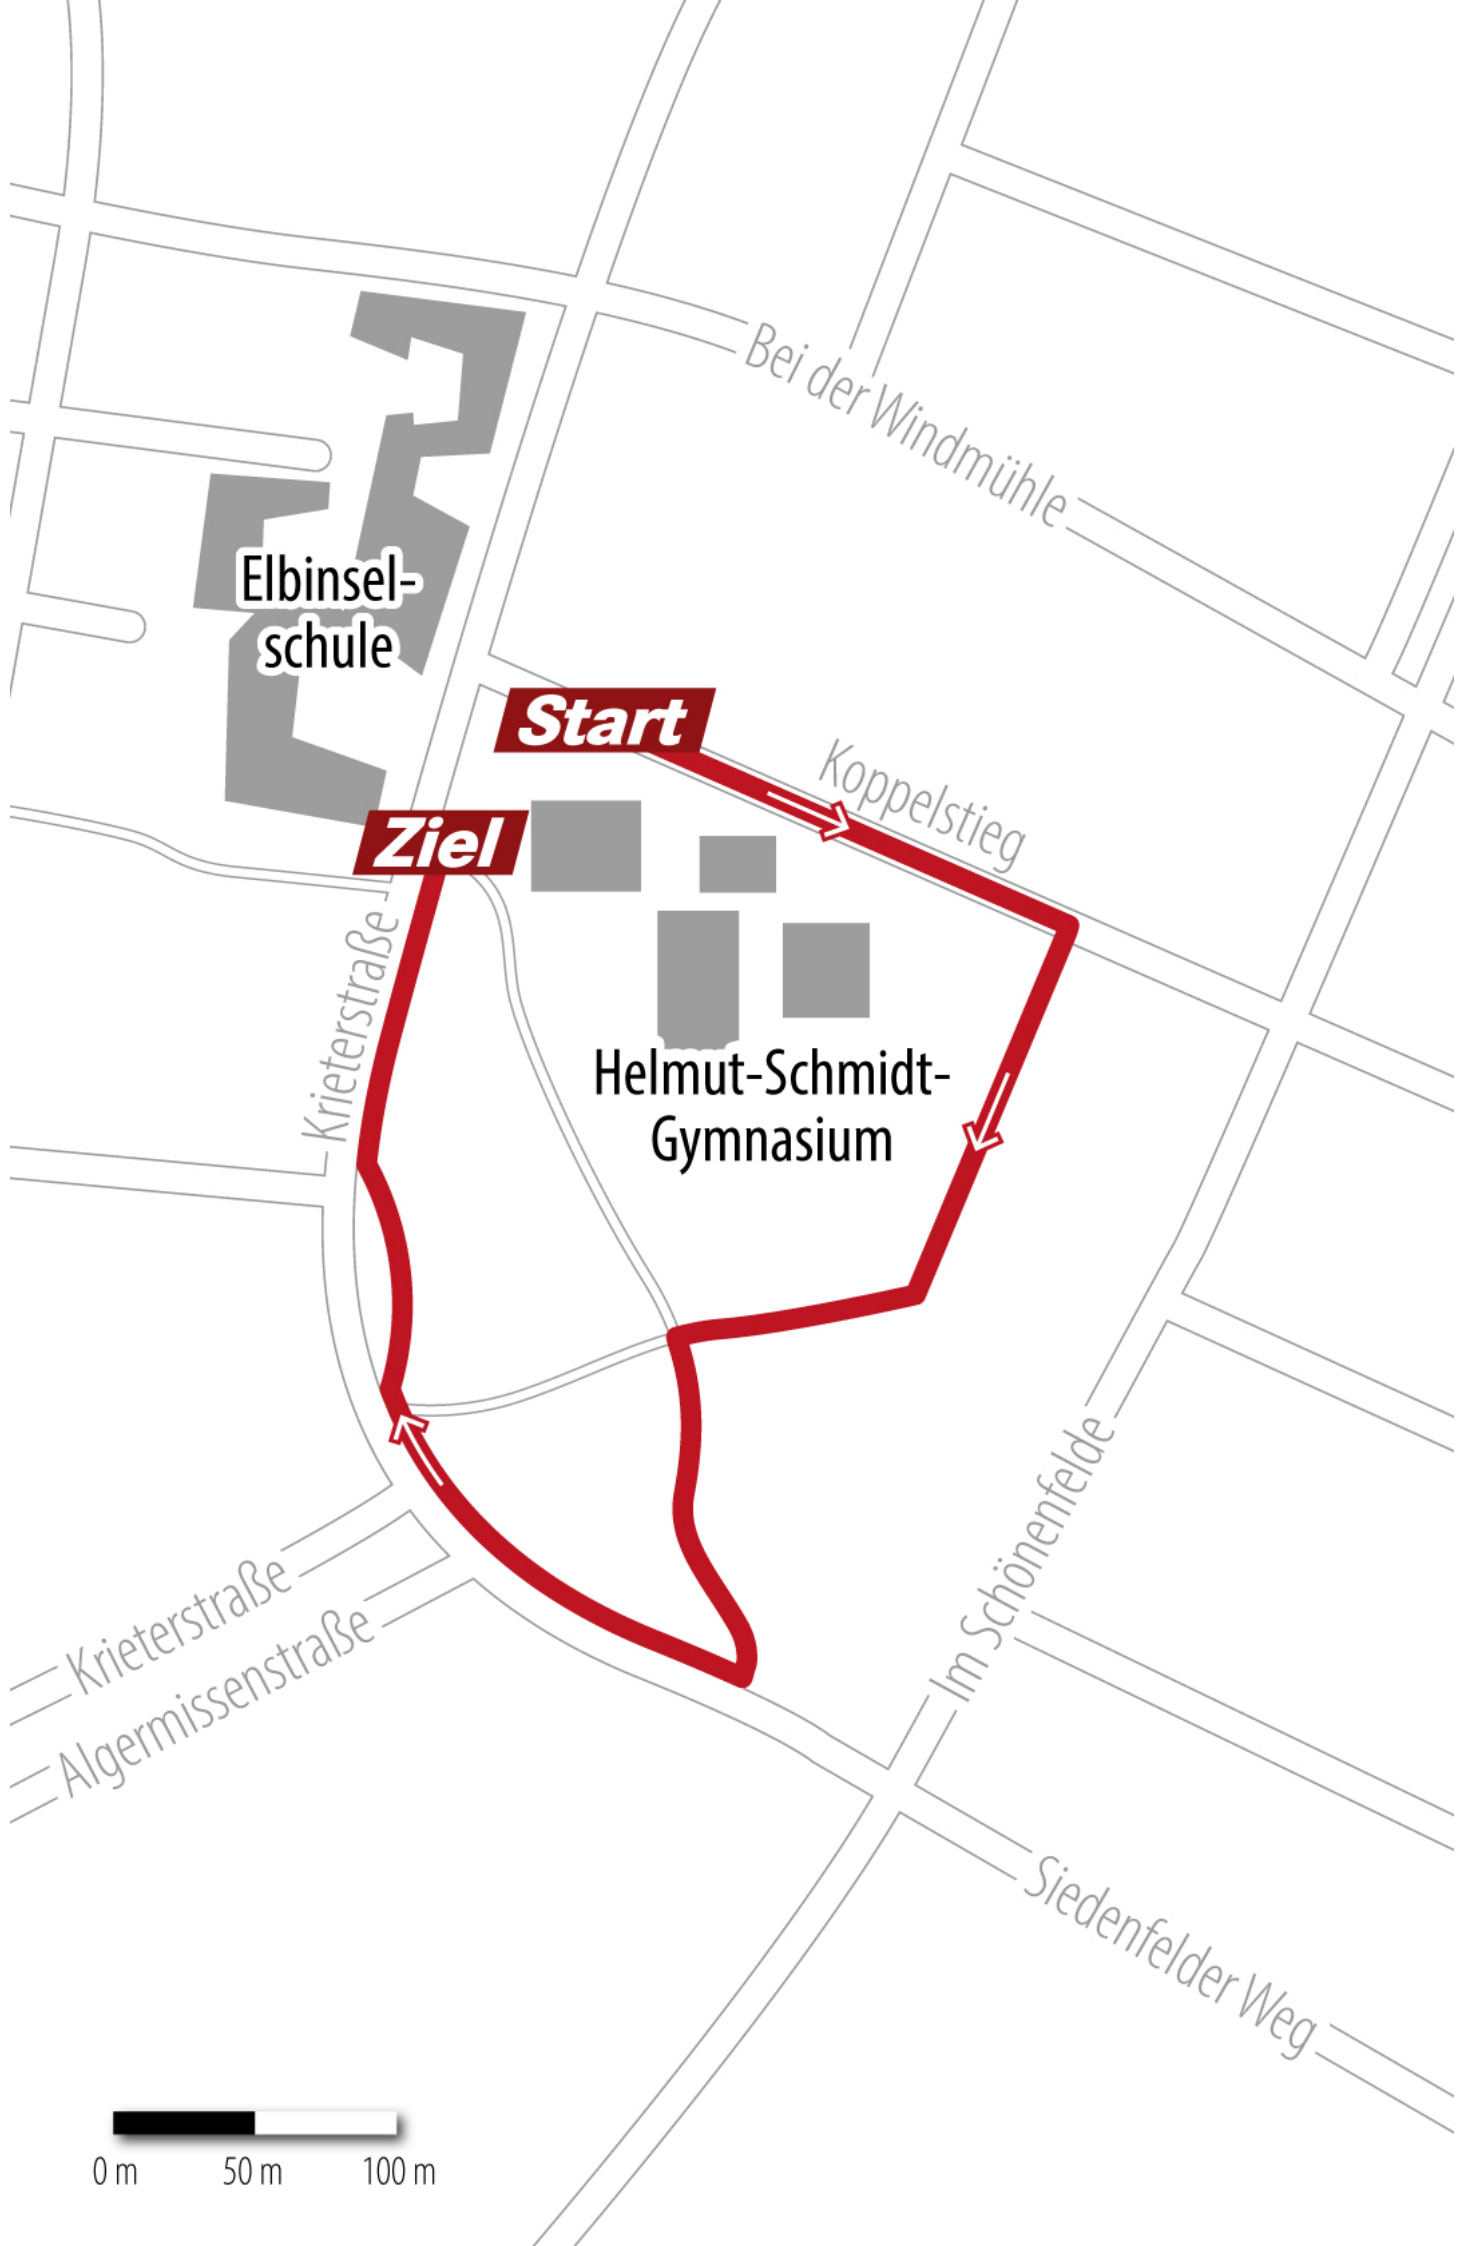 Bei der Windmühle
Elbinsel-
schule
Start
Koppelstieg
Ziel
Krieterstraße
Helmut-Schmidt-
Gymnasium
Im Schönenfelde
Krieterstraße
Algermissenstraße
Siedenfelder Weg
0 m 50 m 100 m